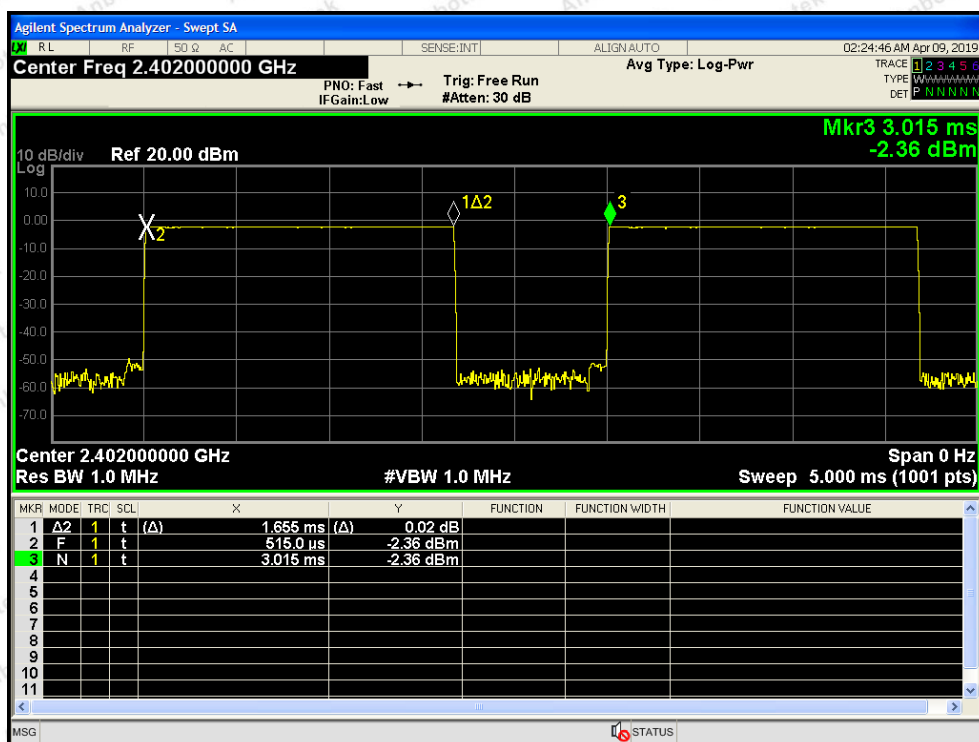 Agilent Spectrum Analyzer - Swept SA
LXI RL RF 50 Ω AC SENSE:INT ALIGN AUTO 02:24:46 AM Apr 09, 2019
Center Freq 2.402000000 GHz Avg Type: Log-Pwr TRACE 1 2 3 4 5 6
PNO: Fast Trig: Free Run TYPE WWWWWW
IFGain:Low #Atten: 30 dB DET P N N N N N
Mkr3 3.015 ms
10 dB/div Ref 20.00 dBm -2.36 dBm
Log
10.0
1Δ2
3
0.00
2
-10.0
-20.0
-30.0
-40.0
-50.0
-60.0
-70.0
Center 2.402000000 GHz Span 0 Hz
Res BW 1.0 MHz #VBW 1.0 MHz Sweep 5.000 ms (1001 pts)
MKR MODE TRC SCL X Y FUNCTION FUNCTION WIDTH FUNCTION VALUE
1 Δ2 1 t (Δ) 1.655 ms (Δ) 0.02 dB
2 F 1 t 515.0 µs -2.36 dBm
3 N 1 t 3.015 ms -2.36 dBm
4
5
6
7
8
9
10
11
MSG STATUS